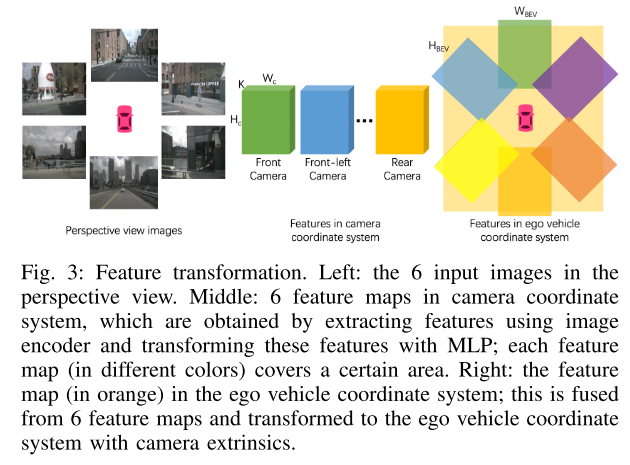 W_BEV
H_BEV
K
W_c
H_c
Front
Camera
Front-left
Camera
Rear
Camera
Perspective view images
Features in camera
coordinate system
Features in ego vehicle
coordinate system
Fig. 3: Feature transformation. Left: the 6 input images in the
perspective view. Middle: 6 feature maps in camera coordinate
system, which are obtained by extracting features using image
encoder and transforming these features with MLP; each feature
map (in different colors) covers a certain area. Right: the feature
map (in orange) in the ego vehicle coordinate system; this is fused
from 6 feature maps and transformed to the ego vehicle coordinate
system with camera extrinsics.